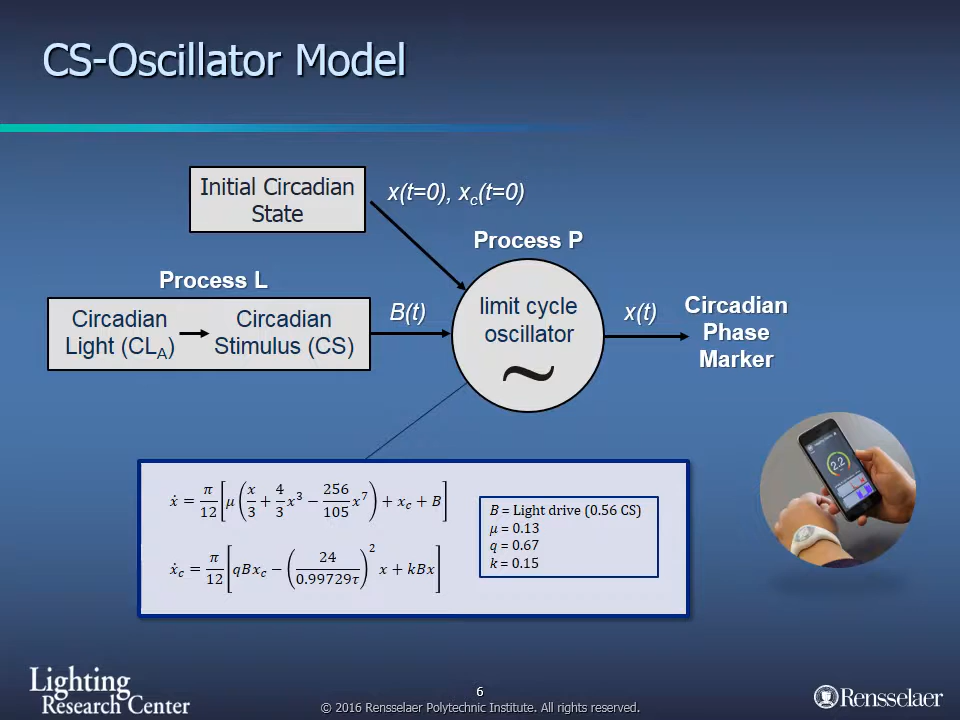 CS-Oscillator Model
Initial Circadian
State
x(t=0), x_c(t=0)
Process P
Process L
Circadian
Light (CL_A)
Circadian
Stimulus (CS)
B(t)
limit cycle
oscillator
~
x(t)
Circadian
Phase
Marker
2.2
ẋ = π/12 [μ (x/3 + 4/3 x³ − 256/105 x⁷) + x_c + B]
ẋ_c = π/12 [qBx_c − (24/0.99729τ)² x + kBx]
B = Light drive (0.56 CS)
μ = 0.13
q = 0.67
k = 0.15
Lighting
Research Center
6
© 2016 Rensselaer Polytechnic Institute. All rights reserved.
Rensselaer